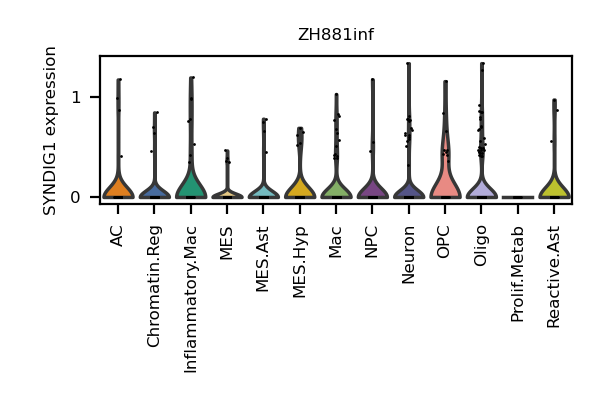 ZH881inf
SYNDIG1 expression
1
0
AC
Chromatin.Reg
Inflammatory.Mac
MES
MES.Ast
MES.Hyp
Mac
NPC
Neuron
OPC
Oligo
Prolif.Metab
Reactive.Ast